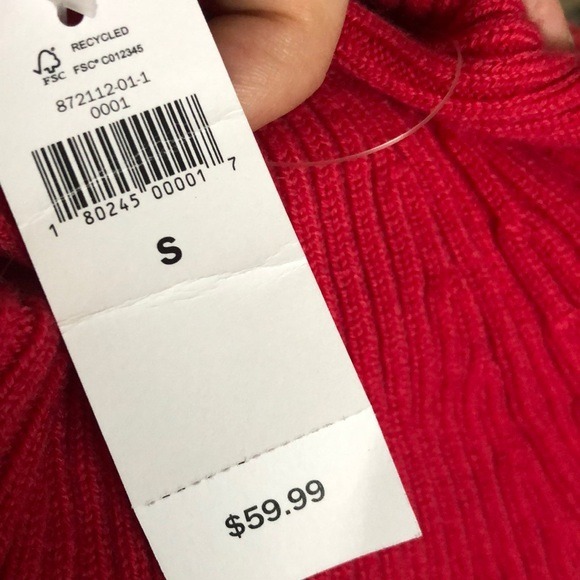 RECYCLED
FSC FSC® C012345
872112-01-1
0001
1 80245 00001 7
S
$59.99